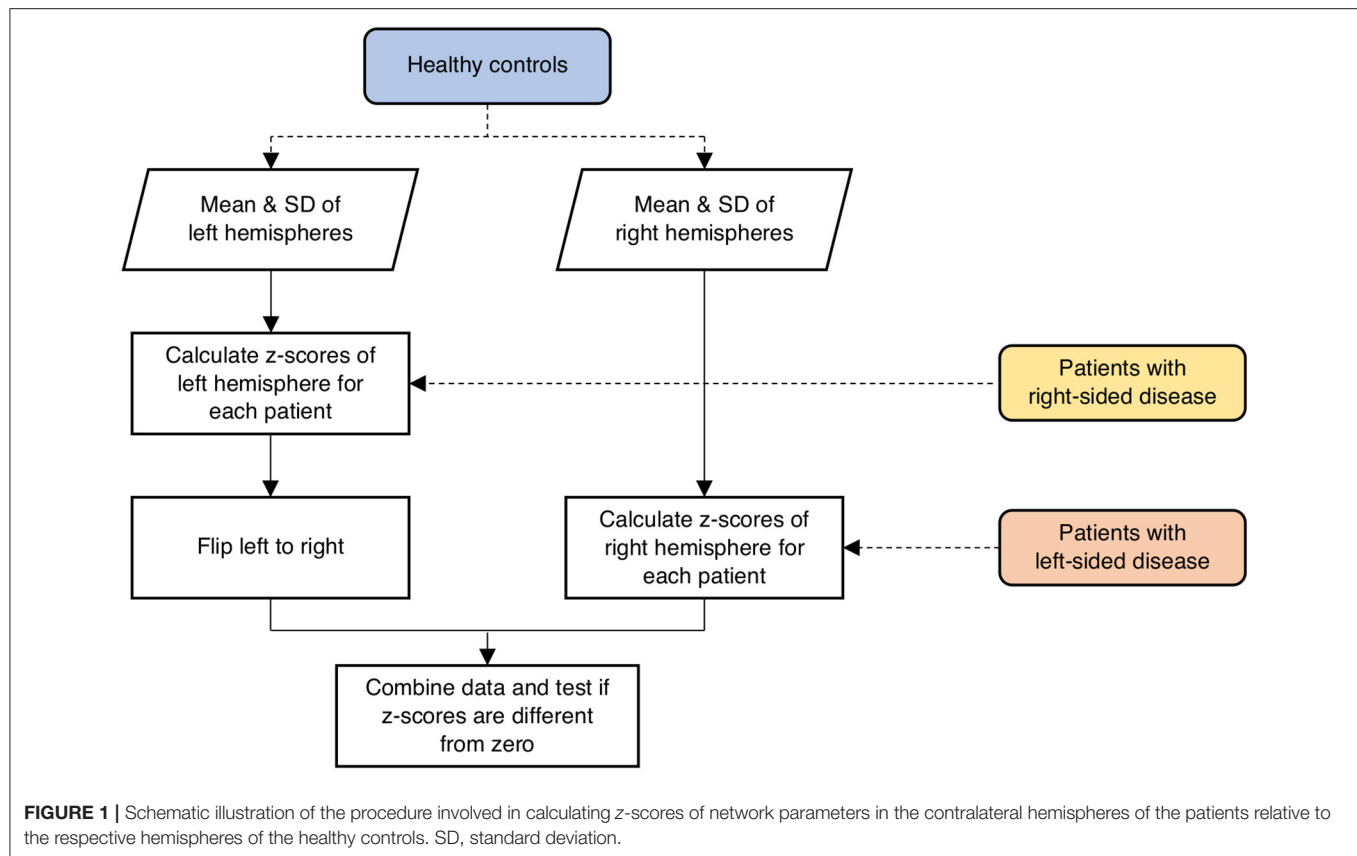 Healthy controls
Mean & SD of
left hemispheres
Mean & SD of
right hemispheres
Calculate z-scores of
left hemisphere for
each patient
Patients with
right-sided disease
Flip left to right
Calculate z-scores of
right hemisphere for
each patient
Patients with
left-sided disease
Combine data and test if
z-scores are different
from zero
FIGURE 1 | Schematic illustration of the procedure involved in calculating z-scores of network parameters in the contralateral hemispheres of the patients relative to
the respective hemispheres of the healthy controls. SD, standard deviation.